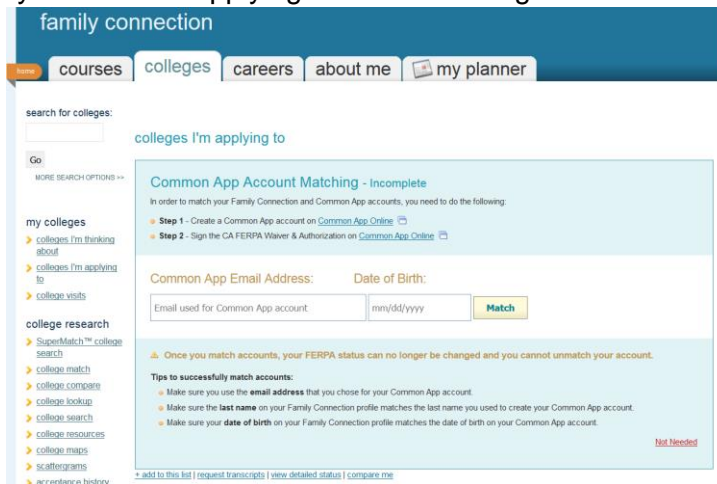 family connection
home
courses
colleges
careers
about me
my planner
search for colleges:
Go
MORE SEARCH OPTIONS >>
my colleges
colleges I'm thinking
about
colleges I'm applying
to
college visits
college research
SuperMatch™ college
search
college match
college compare
college lookup
college search
college resources
college maps
scattergrams
acceptance history
colleges I'm applying to
Common App Account Matching - Incomplete
In order to match your Family Connection and Common App accounts, you need to do the following:
Step 1 - Create a Common App account on Common App Online
Step 2 - Sign the CA FERPA Waiver & Authorization on Common App Online
Common App Email Address: Date of Birth:
Email used for Common App account mm/dd/yyyy Match
Once you match accounts, your FERPA status can no longer be changed and you cannot unmatch your account.
Tips to successfully match accounts:
Make sure you use the email address that you chose for your Common App account.
Make sure the last name on your Family Connection profile matches the last name you used to create your Common App account.
Make sure your date of birth on your Family Connection profile matches the date of birth on your Common App account.
Not Needed
+ add to this list | request transcripts | view detailed status | compare me